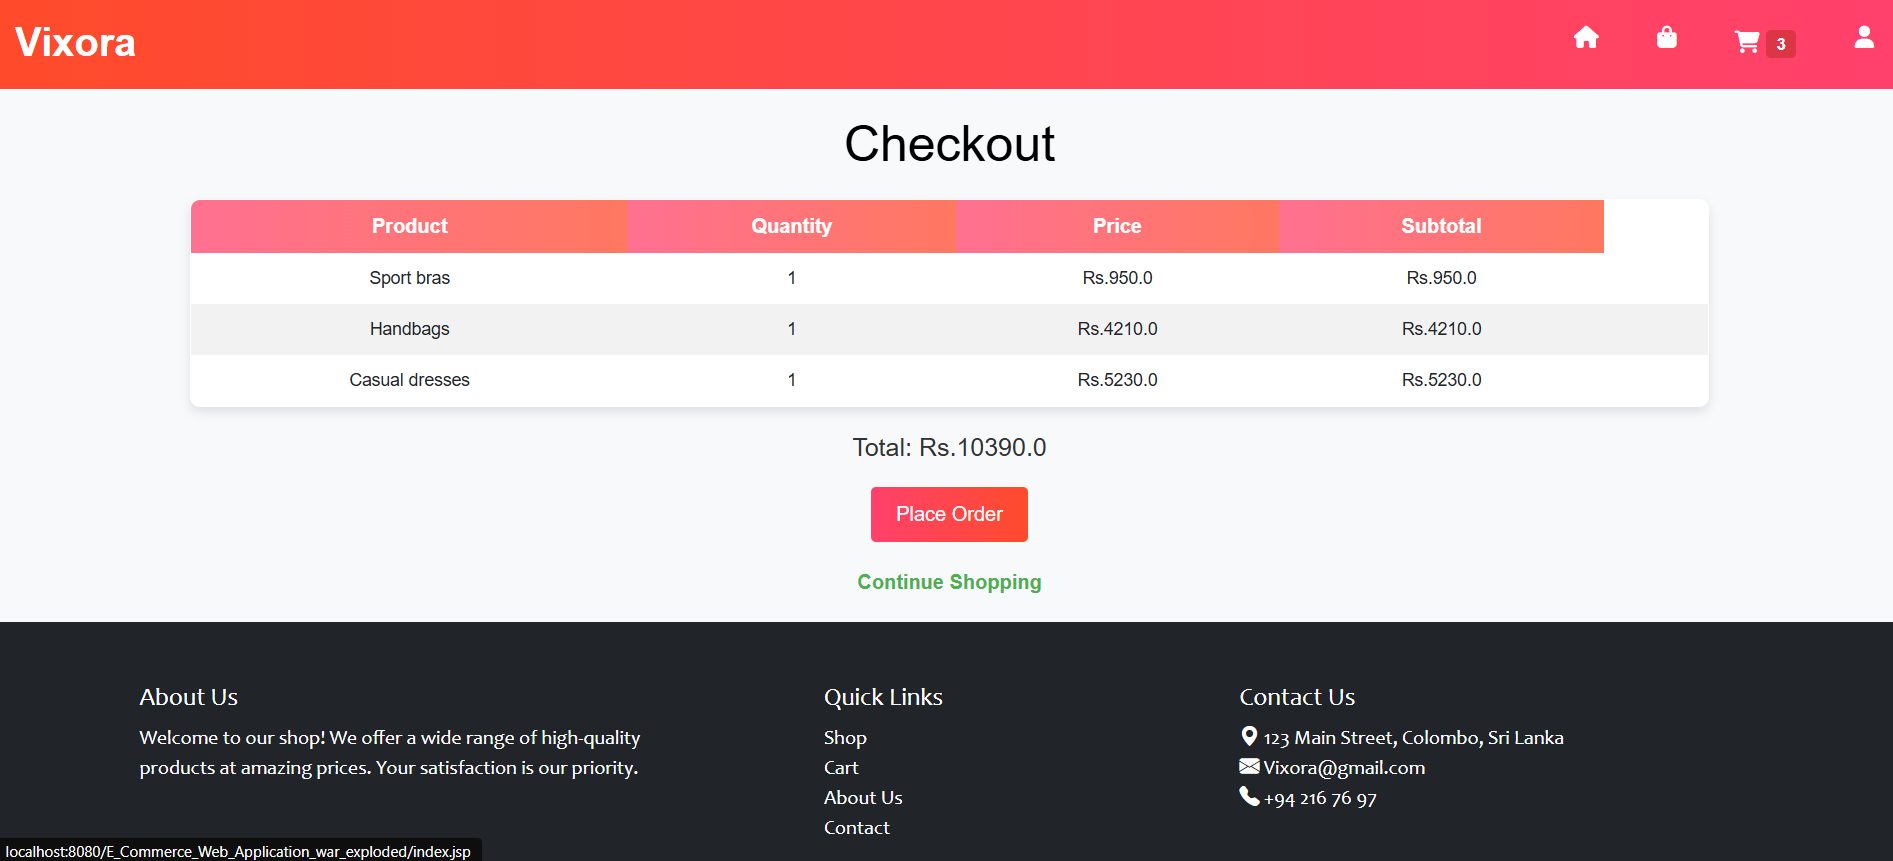 Vixora
3
Checkout
Product Quantity Price Subtotal
Sport bras 1 Rs.950.0 Rs.950.0
Handbags 1 Rs.4210.0 Rs.4210.0
Casual dresses 1 Rs.5230.0 Rs.5230.0
Total: Rs.10390.0
Place Order
Continue Shopping
About Us
Welcome to our shop! We offer a wide range of high-quality
products at amazing prices. Your satisfaction is our priority.
Quick Links
Shop
Cart
About Us
Contact
Contact Us
123 Main Street, Colombo, Sri Lanka
Vixora@gmail.com
+94 216 76 97
localhost:8080/E_Commerce_Web_Application_war_exploded/index.jsp